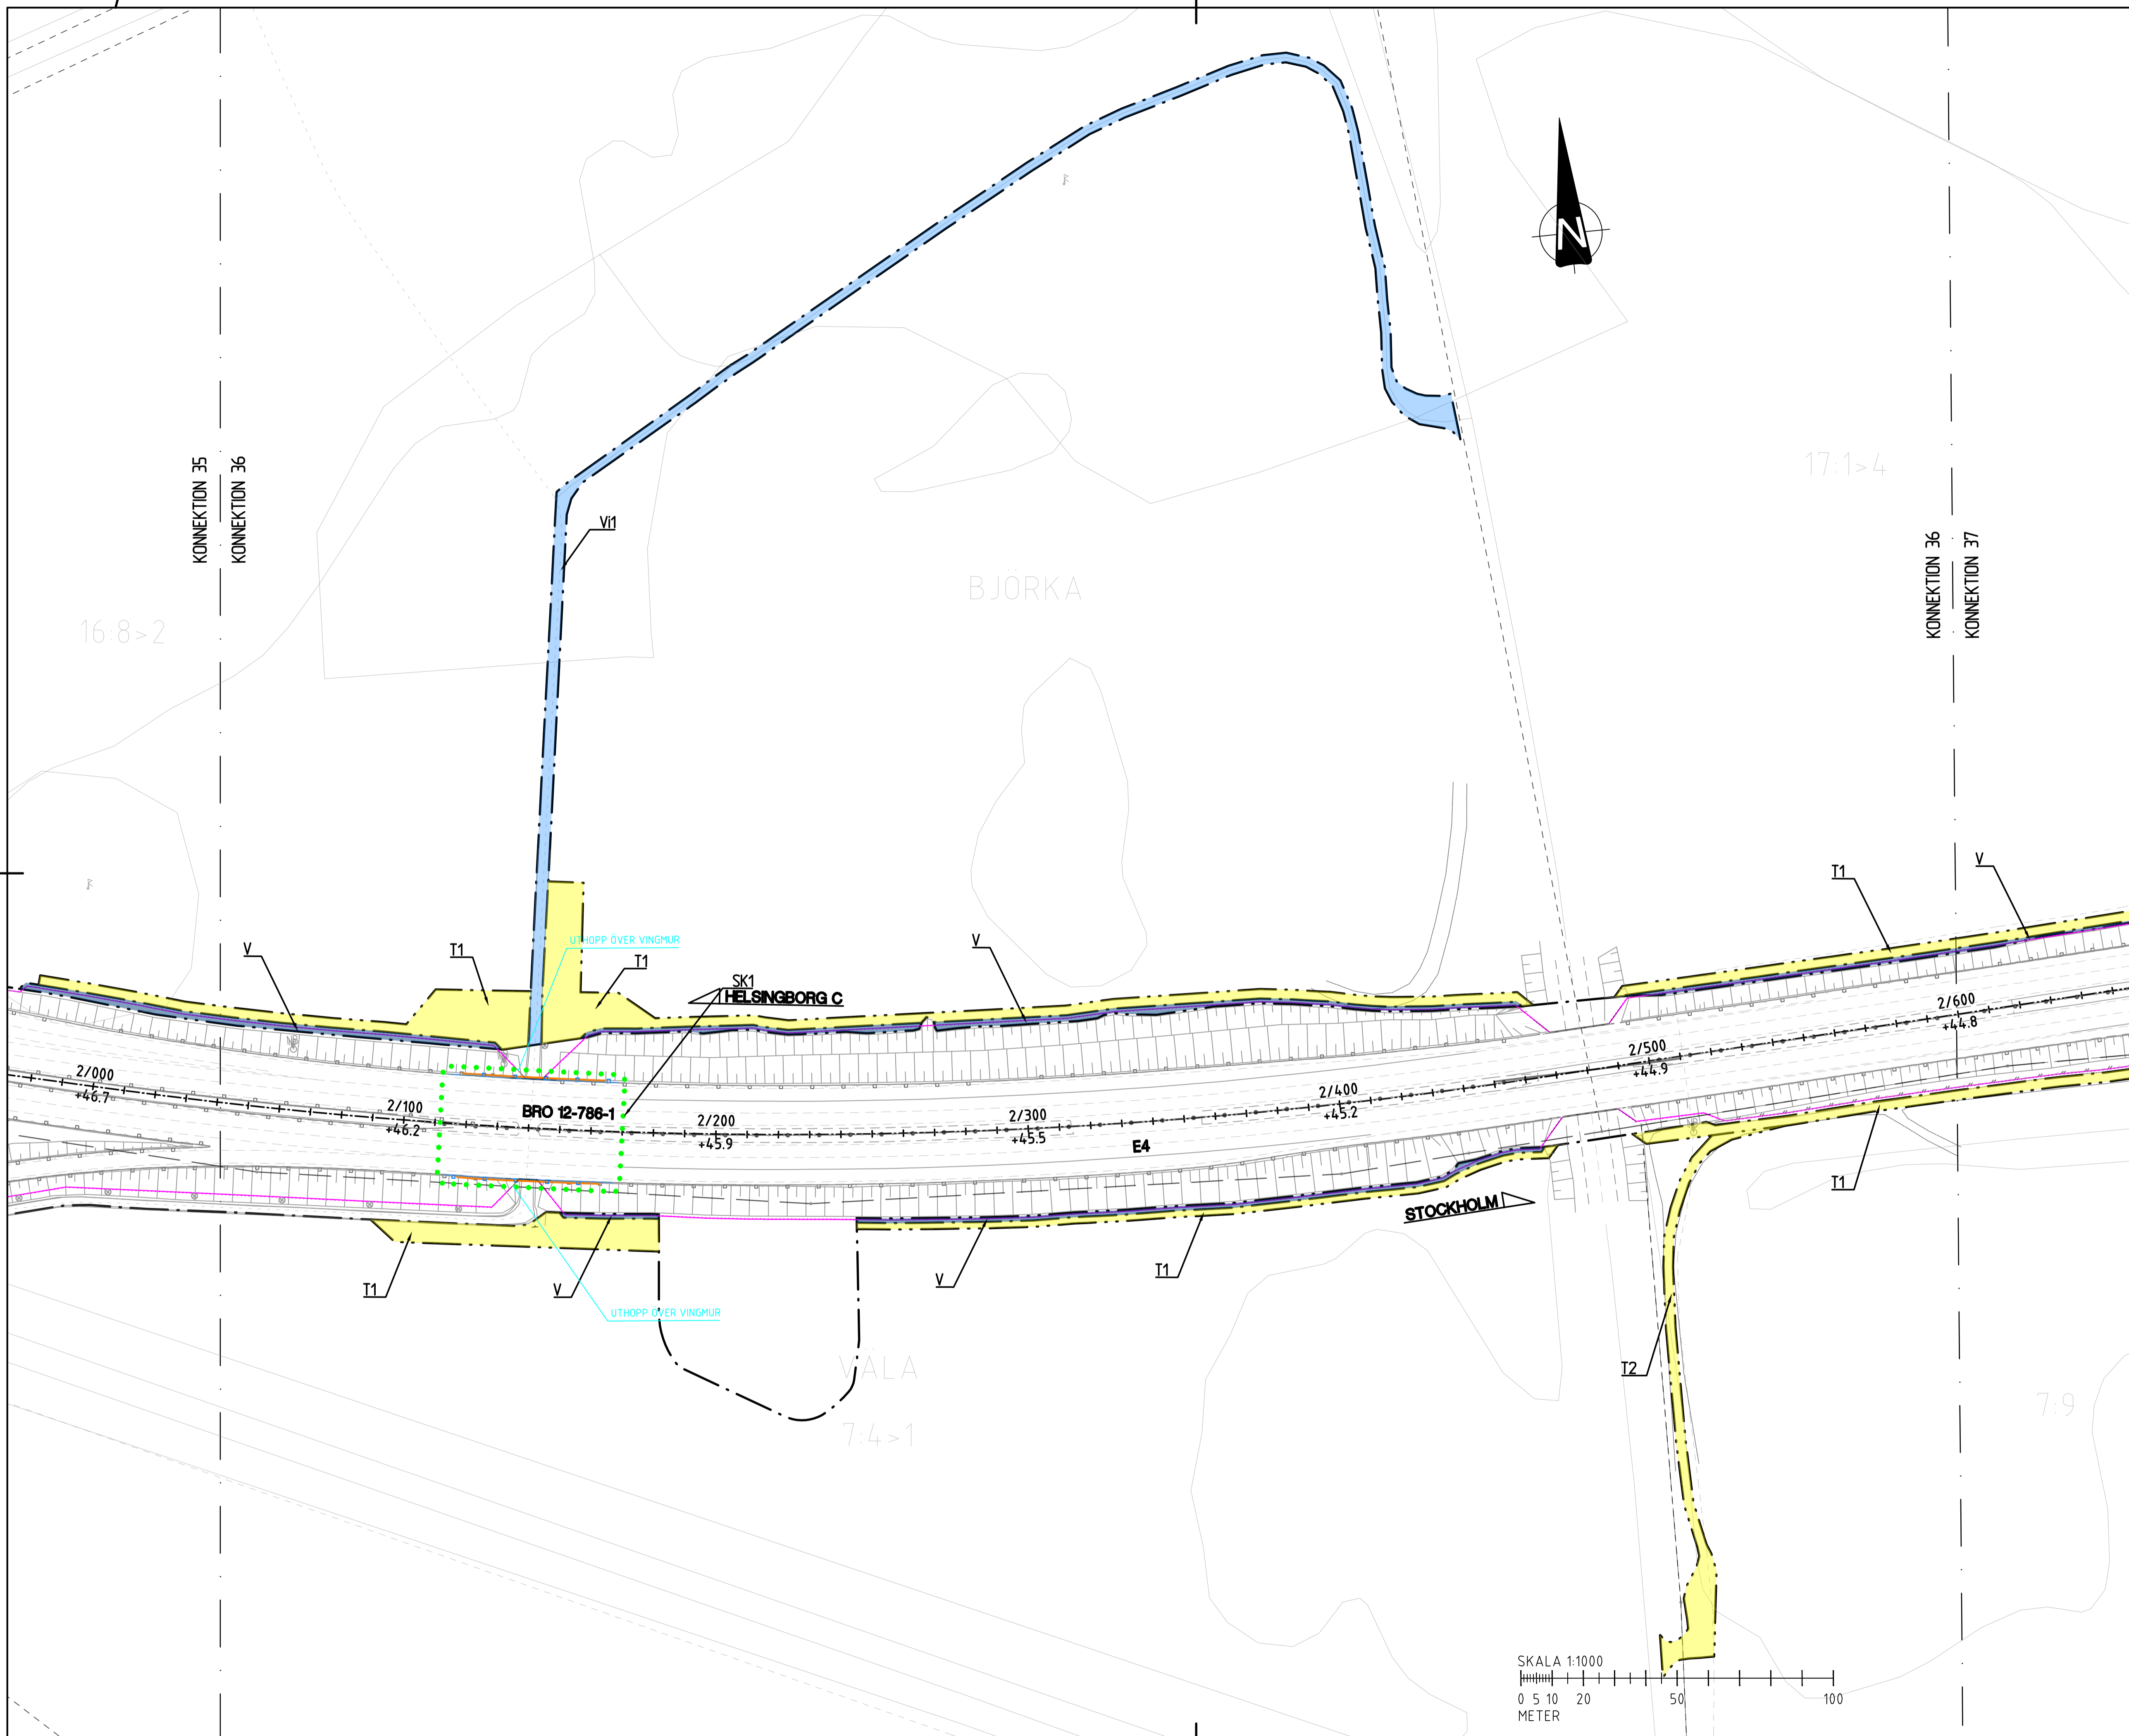 N
KONNEKTION 35
KONNEKTION 36
Vi1
BJÖRKA
17:1>4
16:8>2
KONNEKTION 36
KONNEKTION 37
V
T1
UTHOPP ÖVER VINGMUR
T1
SK1
HELSINGBORG C
V
T1
V
2/000
+46.7
2/100
+46.2
BRO 12-786-1
2/200
+45.9
2/300
+45.5
E4
2/400
+45.2
2/500
+44.9
2/600
+44.8
STOCKHOLM
T1
T1
V
V
T1
UTHOPP ÖVER VINGMUR
T2
VÄLA
7:4>1
7:9
SKALA 1:1000
0 5 10 20 50 100
METER